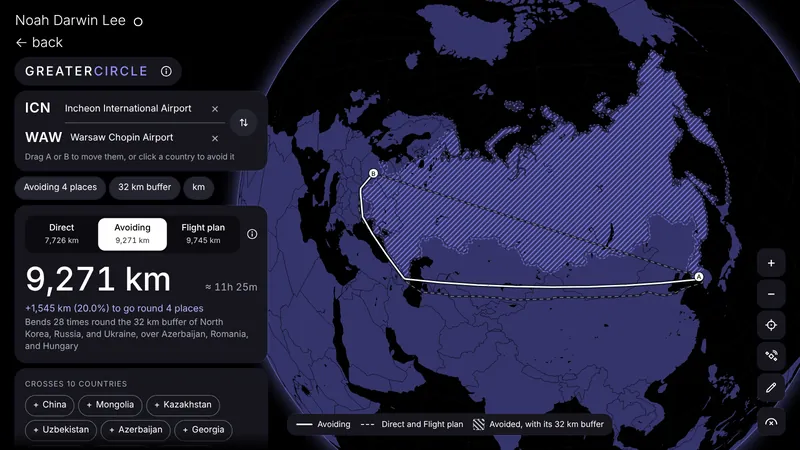 Noah Darwin Lee
← back
GREATERCIRCLE
ICN Incheon International Airport ×
WAW Warsaw Chopin Airport ×
Drag A or B to move them, or click a country to avoid it
Avoiding 4 places 32 km buffer km
Direct Avoiding Flight plan
7,726 km 9,271 km 9,745 km
9,271 km ≈ 11h 25m
+1,545 km (20.0%) to go round 4 places
Bends 28 times round the 32 km buffer of North
Korea, Russia, and Ukraine, over Azerbaijan, Romania,
and Hungary
CROSSES 10 COUNTRIES
+ China + Mongolia + Kazakhstan
+ Uzbekistan + Azerbaijan + Georgia
B
A
Avoiding Direct and Flight plan Avoided, with its 32 km buffer